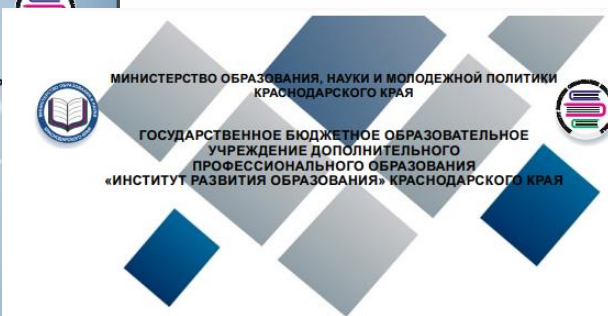 МИНИСТЕРСТВО ОБРАЗОВАНИЯ, НАУКИ И МОЛОДЕЖНОЙ ПОЛИТИКИ
КРАСНОДАРСКОГО КРАЯ
ГОСУДАРСТВЕННОЕ БЮДЖЕТНОЕ ОБРАЗОВАТЕЛЬНОЕ
УЧРЕЖДЕНИЕ ДОПОЛНИТЕЛЬНОГО
ПРОФЕССИОНАЛЬНОГО ОБРАЗОВАНИЯ
«ИНСТИТУТ РАЗВИТИЯ ОБРАЗОВАНИЯ» КРАСНОДАРСКОГО КРАЯ